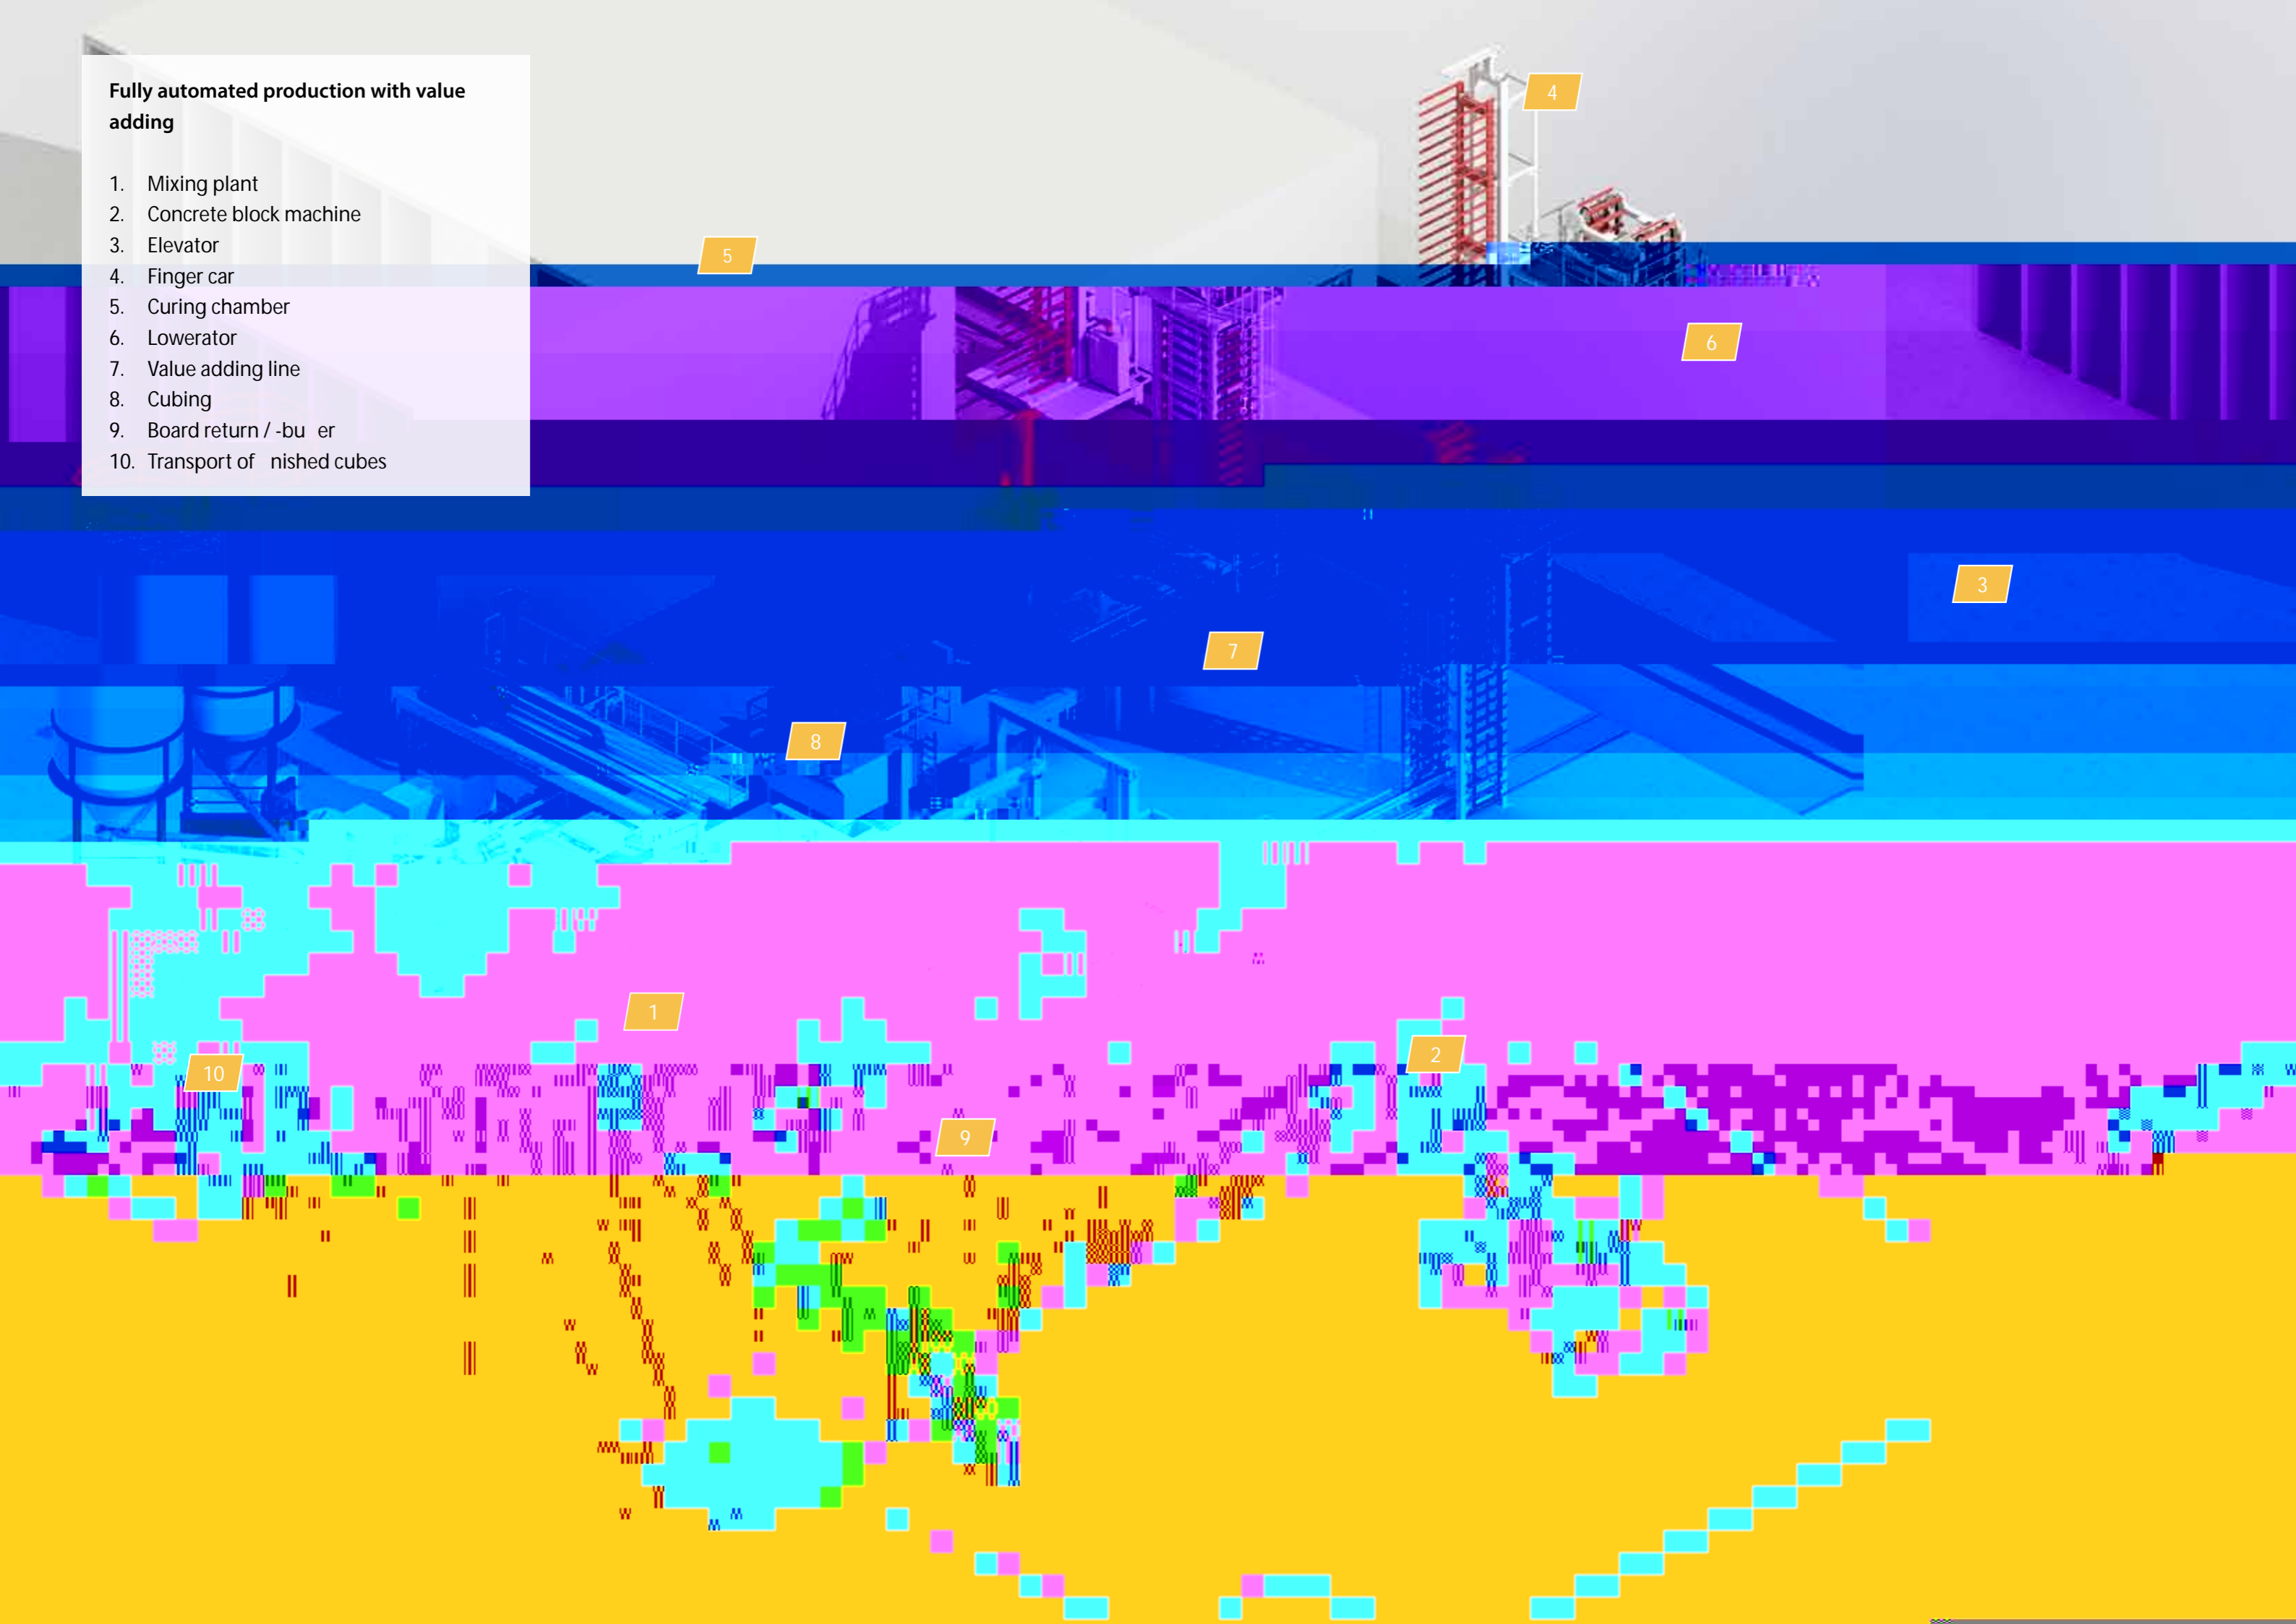 Fully automated production with value
adding
1. Mixing plant
2. Concrete block machine
3. Elevator
4. Finger car
5. Curing chamber
6. Lowerator
7. Value adding line
8. Cubing
9. Board return / -bu er
10. Transport of nished cubes
4
5
6
3
7
8
1
2
10
9